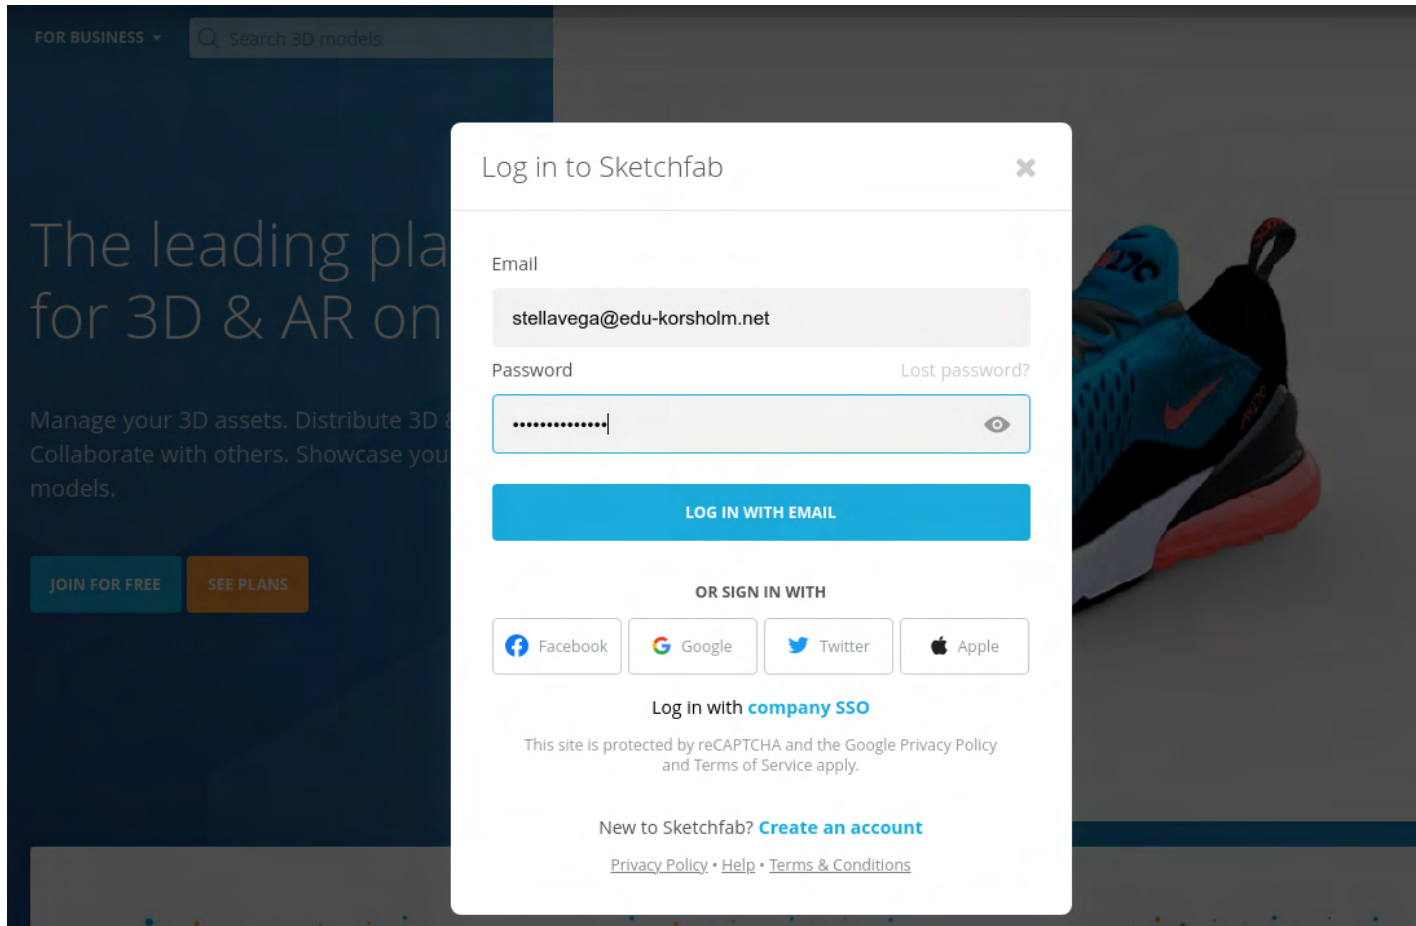 FOR BUSINESS
Search 3D models
Log in to Sketchfab
The leading pla
for 3D & AR on
Manage your 3D assets. Distribute 3D &
Collaborate with others. Showcase you
models.
JOIN FOR FREE
SEE PLANS
Email
stellavega@edu-korsholm.net
Password
Lost password?
••••••••••••••
LOG IN WITH EMAIL
OR SIGN IN WITH
Facebook
Google
Twitter
Apple
Log in with company SSO
This site is protected by reCAPTCHA and the Google Privacy Policy
and Terms of Service apply.
New to Sketchfab? Create an account
Privacy Policy • Help • Terms & Conditions